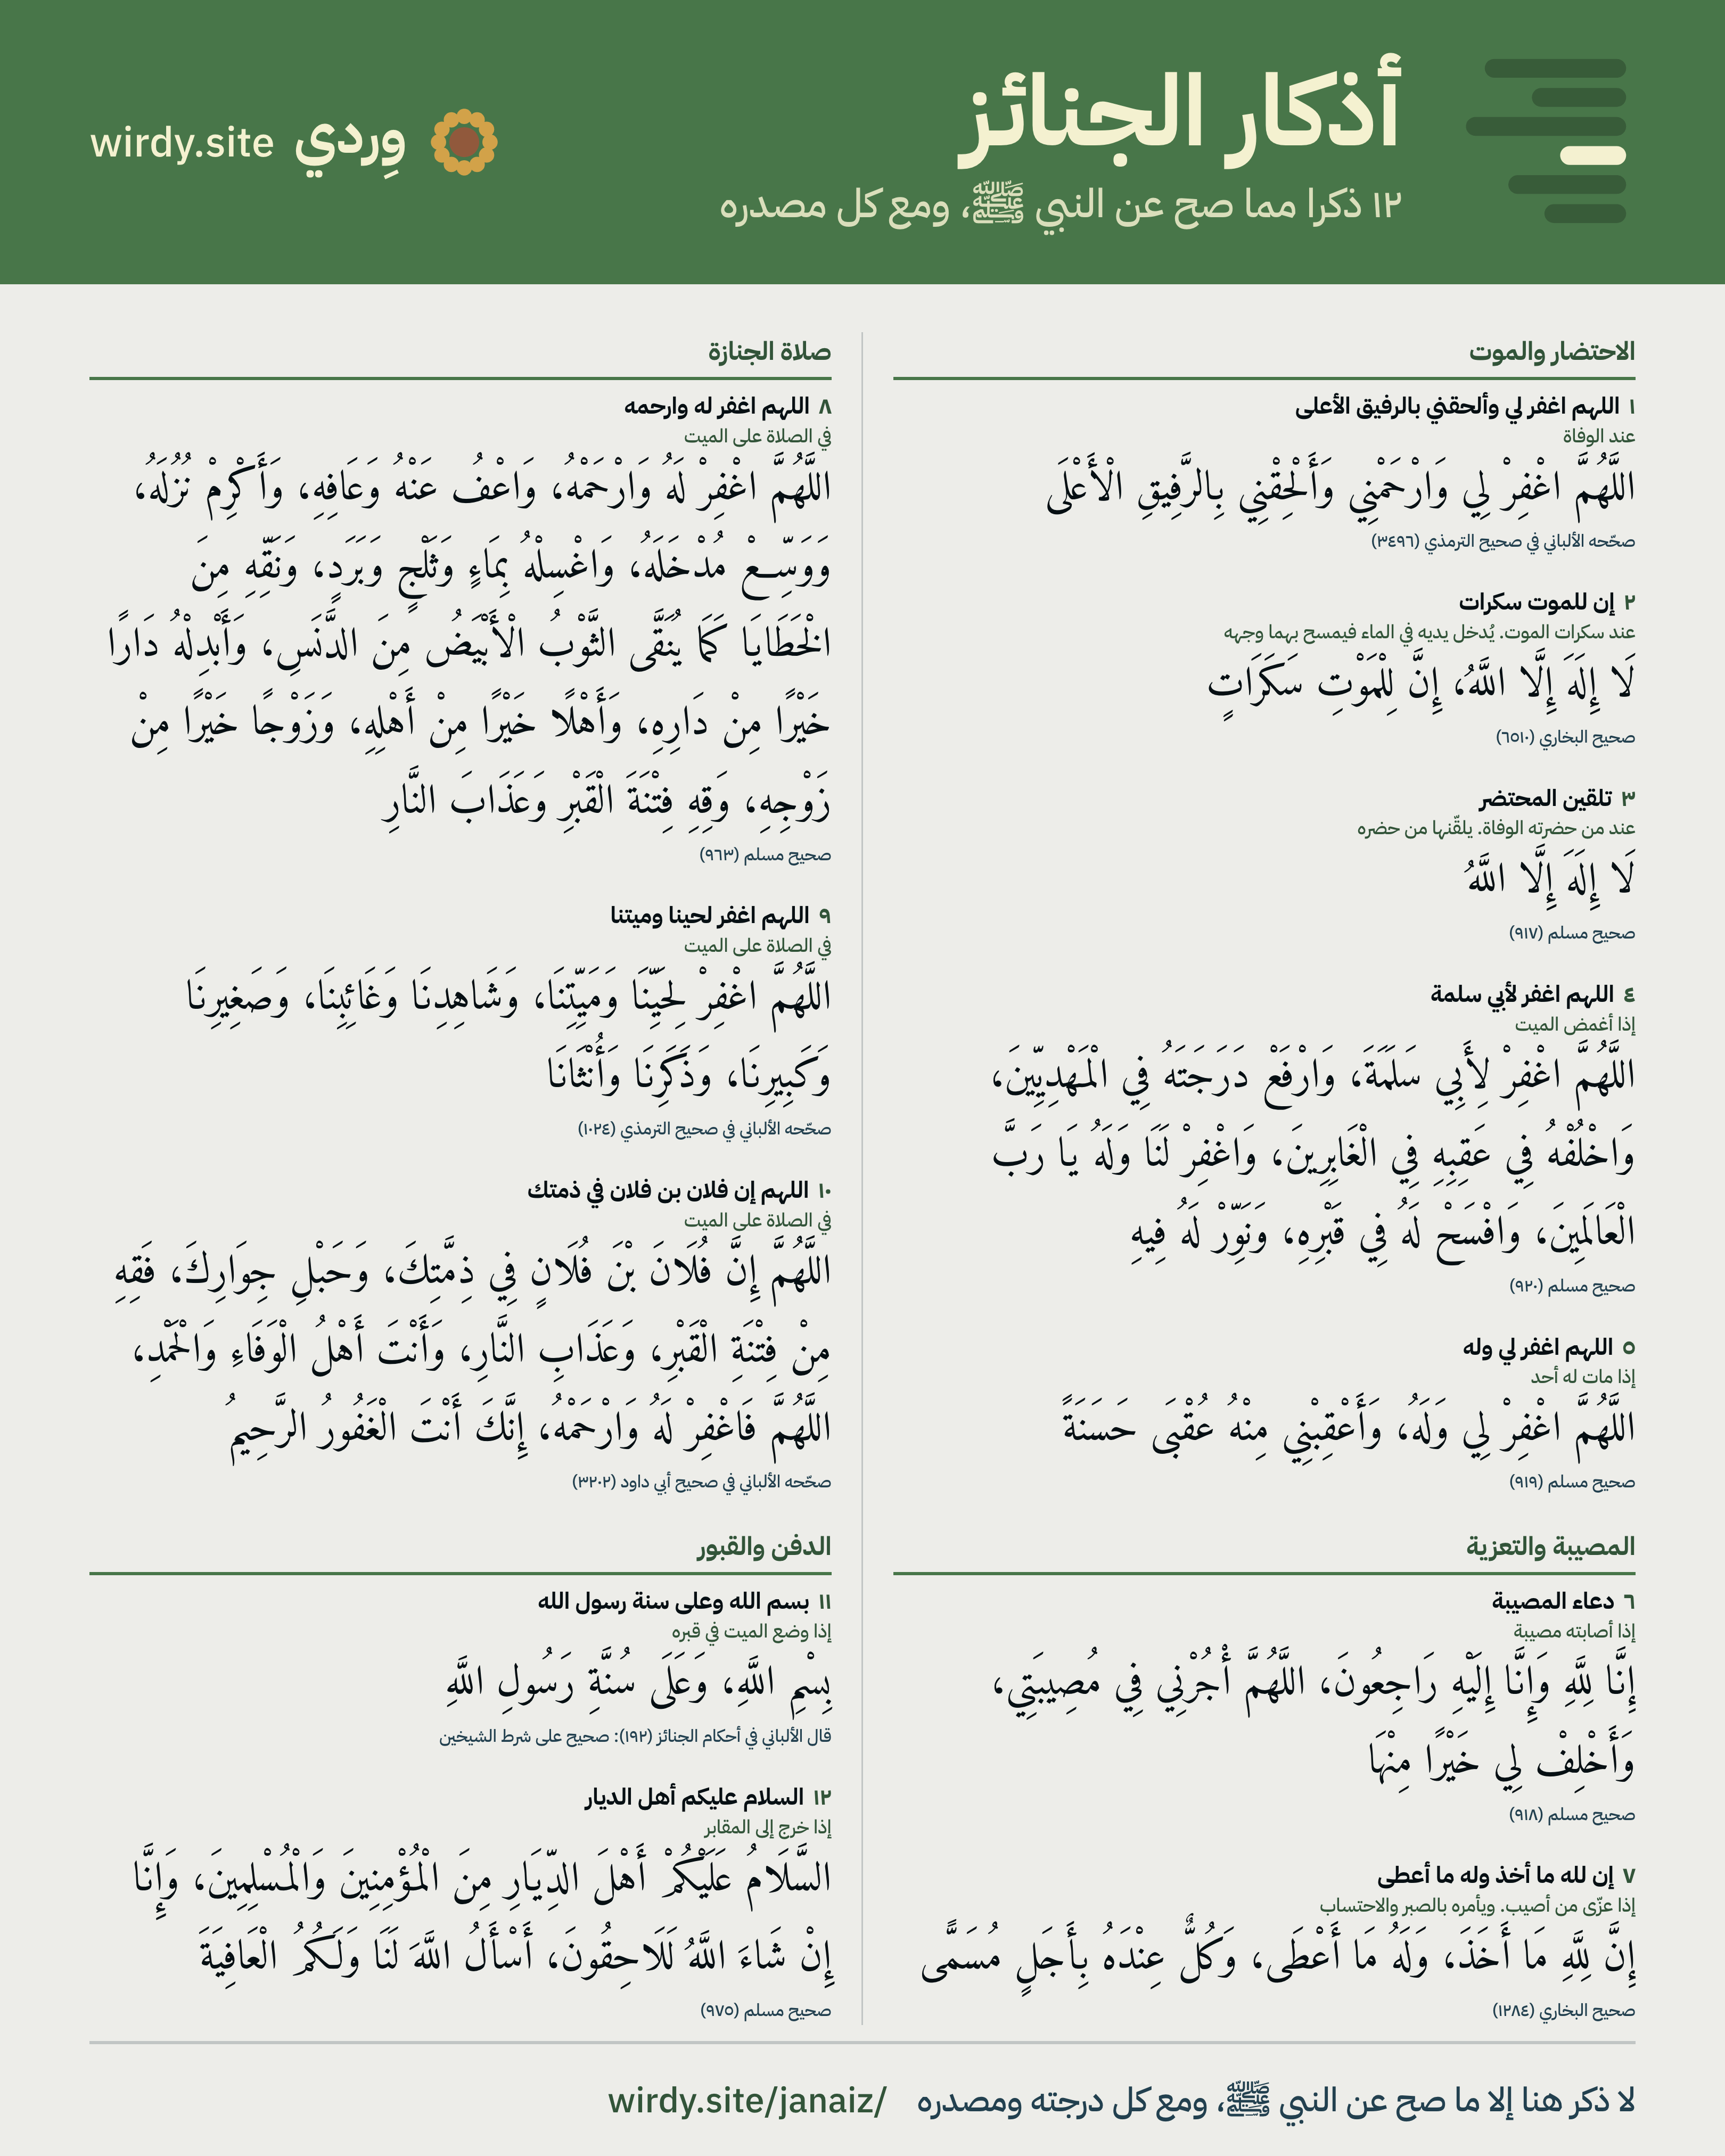 أذكار الجنائز
١٢ ذكرا مما صح عن النبي ﷺ، ومع كل مصدره
وِردي wirdy.site
الاحتضار والموت
١ اللهم اغفر لي وألحقني بالرفيق الأعلى
عند الوفاة
اللَّهُمَّ اغْفِرْ لِي وَارْحَمْنِي وَأَلْحِقْنِي بِالرَّفِيقِ الْأَعْلَى
صحّحه الألباني في صحيح الترمذي (٣٤٩٦)
٢ إن للموت سكرات
عند سكرات الموت. يُدخل يديه في الماء فيمسح بهما وجهه
لَا إِلَهَ إِلَّا اللَّهُ، إِنَّ لِلْمَوْتِ سَكَرَاتٍ
صحيح البخاري (٦٥١٠)
٣ تلقين المحتضر
عند من حضرته الوفاة. يلقّنها من حضره
لَا إِلَهَ إِلَّا اللَّهُ
صحيح مسلم (٩١٧)
٤ اللهم اغفر لأبي سلمة
إذا أغمض الميت
اللَّهُمَّ اغْفِرْ لِأَبِي سَلَمَةَ، وَارْفَعْ دَرَجَتَهُ فِي الْمَهْدِيِّينَ،
وَاخْلُفْهُ فِي عَقِبِهِ فِي الْغَابِرِينَ، وَاغْفِرْ لَنَا وَلَهُ يَا رَبَّ
الْعَالَمِينَ، وَافْسَحْ لَهُ فِي قَبْرِهِ، وَنَوِّرْ لَهُ فِيهِ
صحيح مسلم (٩٢٠)
٥ اللهم اغفر لي وله
إذا مات له أحد
اللَّهُمَّ اغْفِرْ لِي وَلَهُ، وَأَعْقِبْنِي مِنْهُ عُقْبَى حَسَنَةً
صحيح مسلم (٩١٩)
المصيبة والتعزية
٦ دعاء المصيبة
إذا أصابته مصيبة
إِنَّا لِلَّهِ وَإِنَّا إِلَيْهِ رَاجِعُونَ، اللَّهُمَّ أْجُرْنِي فِي مُصِيبَتِي،
وَأَخْلِفْ لِي خَيْرًا مِنْهَا
صحيح مسلم (٩١٨)
٧ إن لله ما أخذ وله ما أعطى
إذا عزّى من أصيب. ويأمره بالصبر والاحتساب
إِنَّ لِلَّهِ مَا أَخَذَ، وَلَهُ مَا أَعْطَى، وَكُلٌّ عِنْدَهُ بِأَجَلٍ مُسَمًّى
صحيح البخاري (١٢٨٤)
صلاة الجنازة
٨ اللهم اغفر له وارحمه
في الصلاة على الميت
اللَّهُمَّ اغْفِرْ لَهُ وَارْحَمْهُ، وَاعْفُ عَنْهُ وَعَافِهِ، وَأَكْرِمْ نُزُلَهُ،
وَوَسِّعْ مُدْخَلَهُ، وَاغْسِلْهُ بِمَاءٍ وَثَلْجٍ وَبَرَدٍ، وَنَقِّهِ مِنَ
الْخَطَايَا كَمَا يُنَقَّى الثَّوْبُ الْأَبْيَضُ مِنَ الدَّنَسِ، وَأَبْدِلْهُ دَارًا
خَيْرًا مِنْ دَارِهِ، وَأَهْلًا خَيْرًا مِنْ أَهْلِهِ، وَزَوْجًا خَيْرًا مِنْ
زَوْجِهِ، وَقِهِ فِتْنَةَ الْقَبْرِ وَعَذَابَ النَّارِ
صحيح مسلم (٩٦٣)
٩ اللهم اغفر لحينا وميتنا
في الصلاة على الميت
اللَّهُمَّ اغْفِرْ لِحَيِّنَا وَمَيِّتِنَا، وَشَاهِدِنَا وَغَائِبِنَا، وَصَغِيرِنَا
وَكَبِيرِنَا، وَذَكَرِنَا وَأُنْثَانَا
صحّحه الألباني في صحيح الترمذي (١٠٢٤)
١٠ اللهم إن فلان بن فلان في ذمتك
في الصلاة على الميت
اللَّهُمَّ إِنَّ فُلَانَ بْنَ فُلَانٍ فِي ذِمَّتِكَ، وَحَبْلِ جِوَارِكَ، فَقِهِ
مِنْ فِتْنَةِ الْقَبْرِ، وَعَذَابِ النَّارِ، وَأَنْتَ أَهْلُ الْوَفَاءِ وَالْحَمْدِ،
اللَّهُمَّ فَاغْفِرْ لَهُ وَارْحَمْهُ، إِنَّكَ أَنْتَ الْغَفُورُ الرَّحِيمُ
صحّحه الألباني في صحيح أبي داود (٣٢٠٢)
الدفن والقبور
١١ بسم الله وعلى سنة رسول الله
إذا وضع الميت في قبره
بِسْمِ اللَّهِ، وَعَلَى سُنَّةِ رَسُولِ اللَّهِ
قال الألباني في أحكام الجنائز (١٩٢): صحيح على شرط الشيخين
١٢ السلام عليكم أهل الديار
إذا خرج إلى المقابر
السَّلَامُ عَلَيْكُمْ أَهْلَ الدِّيَارِ مِنَ الْمُؤْمِنِينَ وَالْمُسْلِمِينَ، وَإِنَّا
إِنْ شَاءَ اللَّهُ لَلَاحِقُونَ، أَسْأَلُ اللَّهَ لَنَا وَلَكُمُ الْعَافِيَةَ
صحيح مسلم (٩٧٥)
لا ذكر هنا إلا ما صح عن النبي ﷺ، ومع كل درجته ومصدره wirdy.site/janaiz/